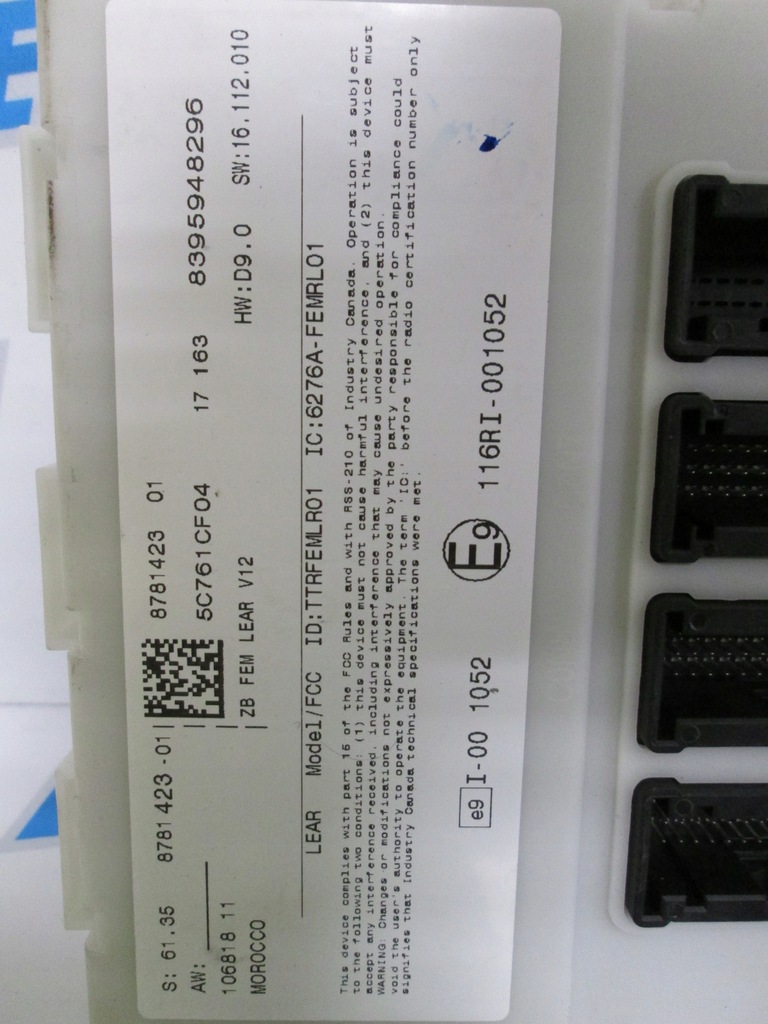 S: 61.35 8781423-01 8781423 01
AW: 5C761CF04 17 163 8395948296
106818 11 ZB FEM LEAR V12 HW:D9.0 SW:16.112.010
MOROCCO
LEAR Model/FCC ID:TTRFEMLR01 IC:6276A-FEMRL01
This device complies with part 15 of the FCC Rules and with RSS-210 of Industry Canada. Operation is subject
to the following two conditions: (1) this device must not cause harmful interference, and (2) this device must
accept any interference received, including interference that may cause undesired operation.
WARNING: Changes or modifications not expressively approved by the party responsible for compliance could
void the user's authority to operate the equipment. The term 'IC:' before the radio certification number only
signifies that Industry Canada technical specifications were met.
e9 I-00 1052 E9 116RI-001052